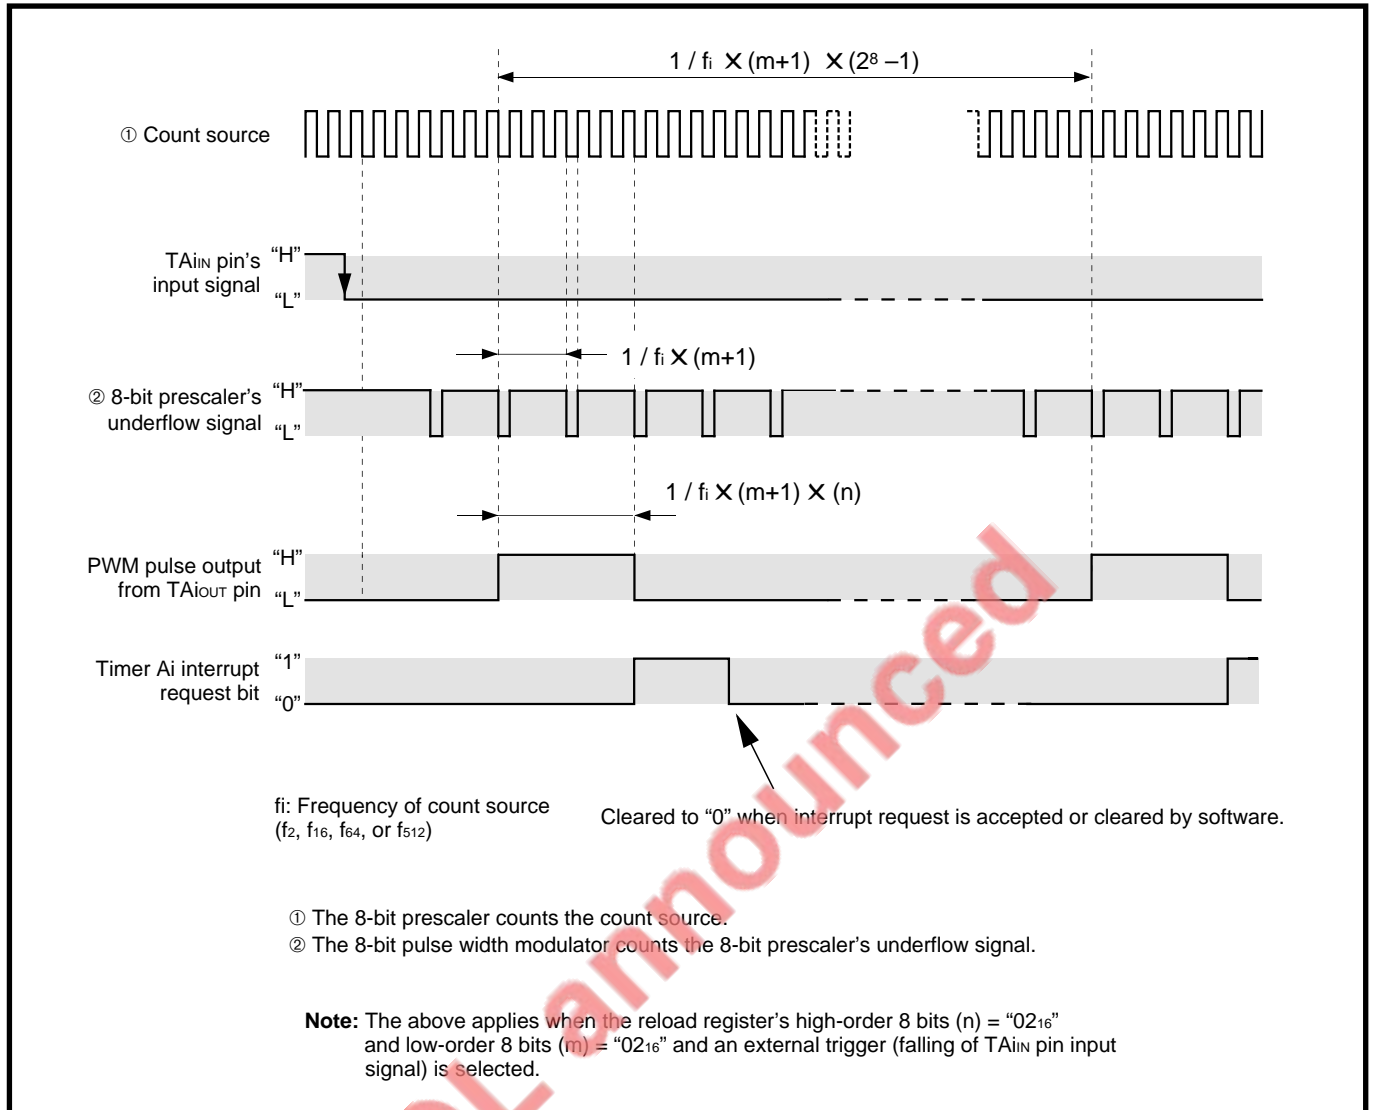 1 / fi ×(m+1) ×(2⁸ –1)
① Count source
TAiIN pin's
input signal
“H”
“L”
1 / fi ×(m+1)
② 8-bit prescaler's
underflow signal
“H”
“L”
1 / fi ×(m+1) × (n)
PWM pulse output
from TAiOUT pin
“H”
“L”
Timer Ai interrupt
request bit
“1”
“0”
fi: Frequency of count source
(f2, f16, f64, or f512)
Cleared to “0” when interrupt request is accepted or cleared by software.
① The 8-bit prescaler counts the count source.
② The 8-bit pulse width modulator counts the 8-bit prescaler's underflow signal.
Note: The above applies when the reload register's high-order 8 bits (n) = “0216”
and low-order 8 bits (m) = “0216” and an external trigger (falling of TAiIN pin input
signal) is selected.
OL announced